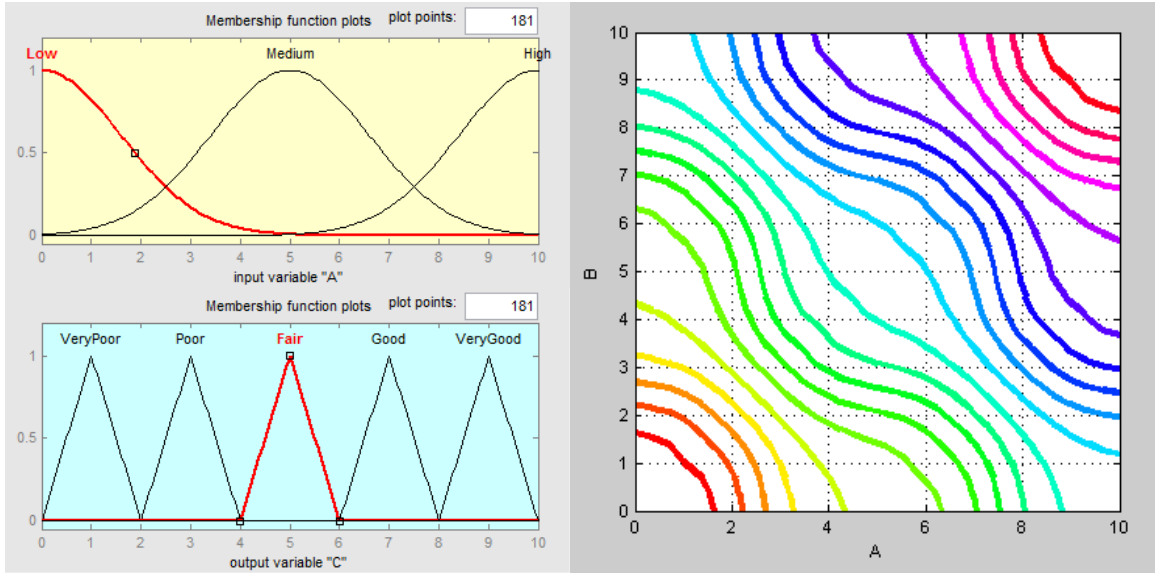 Membership function plots plot points: 181
Low Medium High
1
0.5
0
0 1 2 3 4 5 6 7 8 9 10
input variable "A"
Membership function plots plot points: 181
VeryPoor Poor Fair Good VeryGood
1
0.5
0
0 1 2 3 4 5 6 7 8 9 10
output variable "C"
10
9
8
7
6
5
4
3
2
1
0
B
0 2 4 6 8 10
A